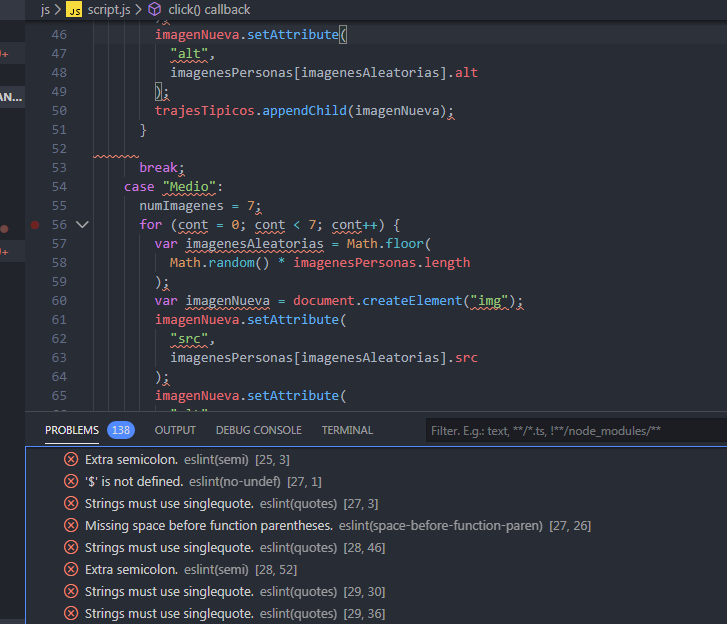 js > JS script.js > click() callback
46 imagenNueva.setAttribute(
47 "alt",
48 imagenesPersonas[imagenesAleatorias].alt
49 );
50 trajesTipicos.appendChild(imagenNueva);
51 }
52
53 break;
54 case "Medio":
55 numImagenes = 7;
56 for (cont = 0; cont < 7; cont++) {
57 var imagenesAleatorias = Math.floor(
58 Math.random() * imagenesPersonas.length
59 );
60 var imagenNueva = document.createElement("img");
61 imagenNueva.setAttribute(
62 "src",
63 imagenesPersonas[imagenesAleatorias].src
64 );
65 imagenNueva.setAttribute(
9+
AN...
9+
PROBLEMS 138 OUTPUT DEBUG CONSOLE TERMINAL Filter. E.g.: text, **/*.ts, !**/node_modules/**
Extra semicolon. eslint(semi) [25, 3]
'$' is not defined. eslint(no-undef) [27, 1]
Strings must use singlequote. eslint(quotes) [27, 3]
Missing space before function parentheses. eslint(space-before-function-paren) [27, 26]
Strings must use singlequote. eslint(quotes) [28, 46]
Extra semicolon. eslint(semi) [28, 52]
Strings must use singlequote. eslint(quotes) [29, 30]
Strings must use singlequote. eslint(quotes) [29, 36]